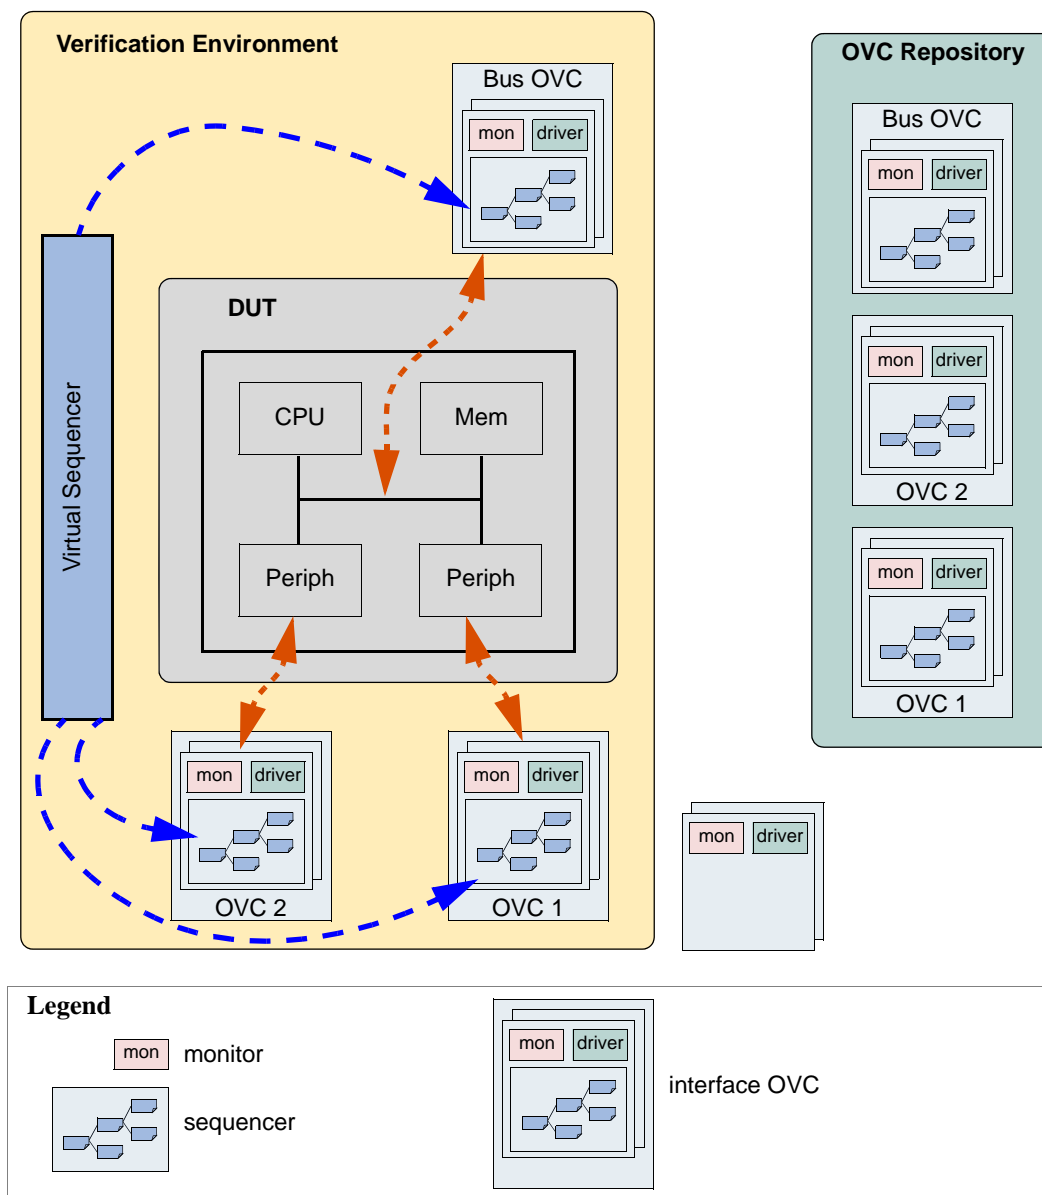 Verification Environment
OVC Repository
Bus OVC
mon driver
Bus OVC
mon driver
Virtual Sequencer
DUT
CPU
Mem
Periph
Periph
mon driver
OVC 2
mon driver
OVC 1
mon driver
OVC 2
mon driver
OVC 1
mon driver
Legend
mon
monitor
sequencer
mon driver
interface OVC